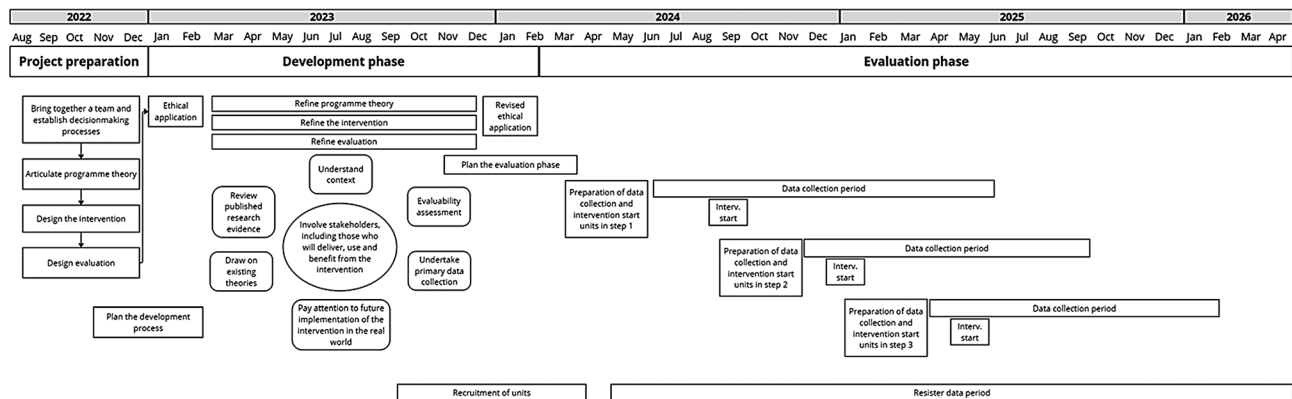 2022 2023 2024 2025 2026
Aug Sep Oct Nov Dec Jan Feb Mar Apr May Jun Jul Aug Sep Oct Nov Dec Jan Feb Mar Apr May Jun Jul Aug Sep Oct Nov Dec Jan Feb Mar Apr May Jun Jul Aug Sep Oct Nov Dec Jan Feb Mar Apr
Project preparation Development phase Evaluation phase
Bring together a team and
establish decisionmaking
processes
Articulate programme theory
Design the intervention
Design evaluation
Plan the development
process
Ethical
application
Refine programme theory
Refine the intervention
Refine evaluation
Revised
ethical
application
Plan the evaluation phase
Understand
context
Review
published
research
evidence
Evaluability
assessment
Involve stakeholders,
including those who
will deliver, use and
benefit from the
intervention
Draw on
existing
theories
Undertake
primary data
collection
Pay attention to future
implementation of the
intervention in the real
world
Preparation of data
collection and
intervention start
units in step 1
Data collection period
Interv.
start
Preparation of data
collection and
intervention start
units in step 2
Data collection period
Interv.
start
Preparation of data
collection and
intervention start
units in step 3
Data collection period
Interv.
start
Recruitment of units
Resister data period